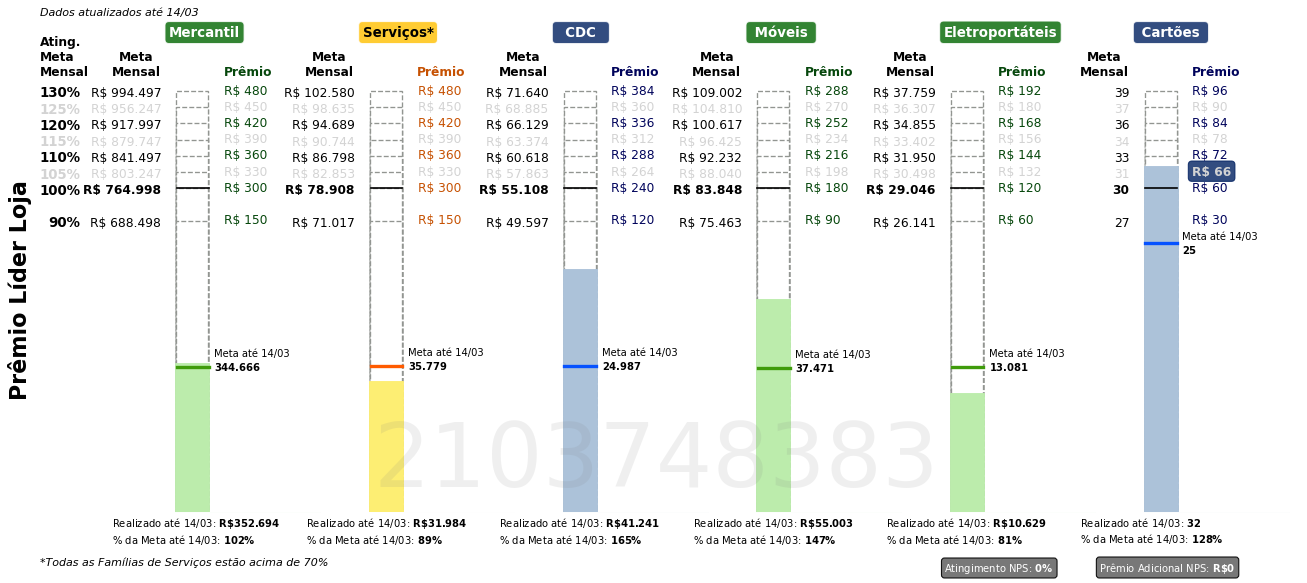 Dados atualizados até 14/03
Mercantil Serviços* CDC Móveis Eletroportáteis Cartões
Ating. Meta Mensal
Meta Mensal Prêmio Meta Mensal Prêmio Meta Mensal Prêmio Meta Mensal Prêmio Meta Mensal Prêmio Meta Mensal Prêmio
130% R$ 994.497 R$ 480 R$ 102.580 R$ 480 R$ 71.640 R$ 384 R$ 109.002 R$ 288 R$ 37.759 R$ 192 39 R$ 96
125% R$ 956.247 R$ 450 R$ 98.635 R$ 450 R$ 68.885 R$ 360 R$ 104.810 R$ 270 R$ 36.307 R$ 180 37 R$ 90
120% R$ 917.997 R$ 420 R$ 94.689 R$ 420 R$ 66.129 R$ 336 R$ 100.617 R$ 252 R$ 34.855 R$ 168 36 R$ 84
115% R$ 879.747 R$ 390 R$ 90.744 R$ 390 R$ 63.374 R$ 312 R$ 96.425 R$ 234 R$ 33.402 R$ 156 34 R$ 78
110% R$ 841.497 R$ 360 R$ 86.798 R$ 360 R$ 60.618 R$ 288 R$ 92.232 R$ 216 R$ 31.950 R$ 144 33 R$ 72
105% R$ 803.247 R$ 330 R$ 82.853 R$ 330 R$ 57.863 R$ 264 R$ 88.040 R$ 198 R$ 30.498 R$ 132 31 R$ 66
100% R$ 764.998 R$ 300 R$ 78.908 R$ 300 R$ 55.108 R$ 240 R$ 83.848 R$ 180 R$ 29.046 R$ 120 30 R$ 60
90% R$ 688.498 R$ 150 R$ 71.017 R$ 150 R$ 49.597 R$ 120 R$ 75.463 R$ 90 R$ 26.141 R$ 60 27 R$ 30
Prêmio Líder Loja
Meta até 14/03 344.666
Meta até 14/03 35.779
Meta até 14/03 24.987
Meta até 14/03 37.471
Meta até 14/03 13.081
Meta até 14/03 25
2103748383
Realizado até 14/03: R$352.694 Realizado até 14/03: R$31.984 Realizado até 14/03: R$41.241 Realizado até 14/03: R$55.003 Realizado até 14/03: R$10.629 Realizado até 14/03: 32
% da Meta até 14/03: 102% % da Meta até 14/03: 89% % da Meta até 14/03: 165% % da Meta até 14/03: 147% % da Meta até 14/03: 81% % da Meta até 14/03: 128%
*Todas as Famílias de Serviços estão acima de 70%
Atingimento NPS: 0% Prêmio Adicional NPS: R$0